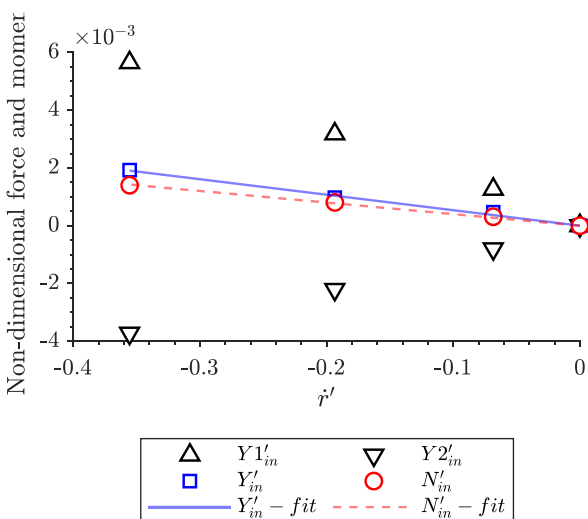 ×10⁻³
Non-dimensional force and
6
4
2
0
-2
-4
-0.4 -0.3 -0.2 -0.1 0
ṙ′
Y1′in Y2′in
Y′in N′in
Y′in − fit N′in − fit